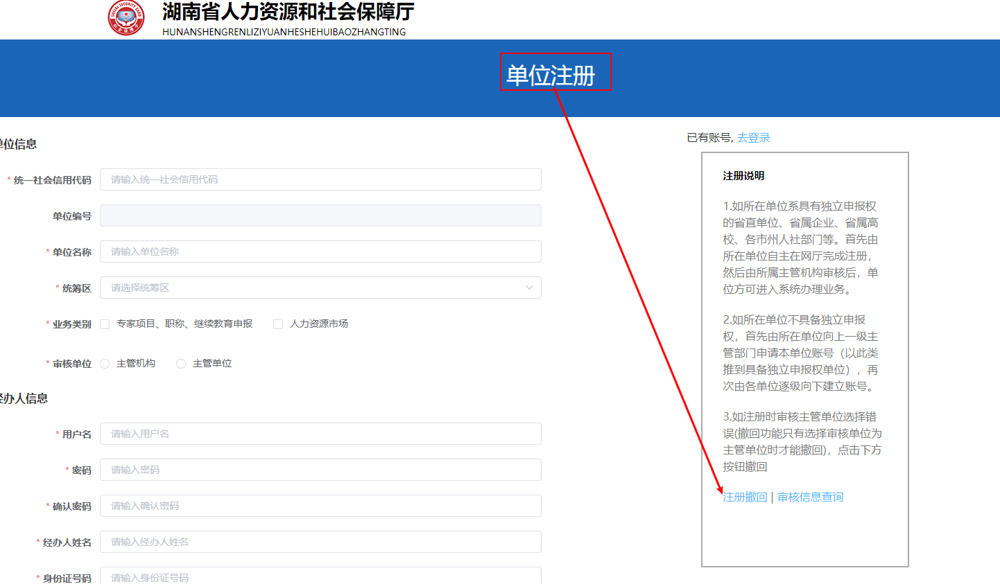 湖南省人力资源和社会保障厅
HUNANSHENGRENLIZIYUANHESHEHUIBAOZHANGTING
SOCIAL SECURITY CARD
社会保障卡
单位注册
单位信息
* 统一社会信用代码 请输入统一社会信用代码
单位编号
* 单位名称 请输入单位名称
* 统筹区 请选择统筹区
* 业务类别 专家项目、职称、继续教育申报 人力资源市场
* 审核单位 主管机构 主管单位
经办人信息
* 用户名 请输入用户名
* 密码 请输入密码
* 确认密码 请输入确认密码
* 经办人姓名 请输入经办人姓名
* 身份证号码 请输入身份证号码
已有账号, 去登录
注册说明
1.如所在单位系具有独立申报权
的省直单位、省属企业、省属高
校、各市州人社部门等。首先由
所在单位自主在网厅完成注册，
然后由所属主管机构审核后，单
位方可进入系统办理业务。
2.如所在单位不具备独立申报
权，首先由所在单位向上一级主
管部门申请本单位账号（以此类
推到具备独立申报权单位），再
次由各单位逐级向下建立账号。
3.如注册时审核主管单位选择错
误(撤回功能只有选择审核单位为
主管单位时才能撤回)，点击下方
按钮撤回
注册撤回 | 审核信息查询